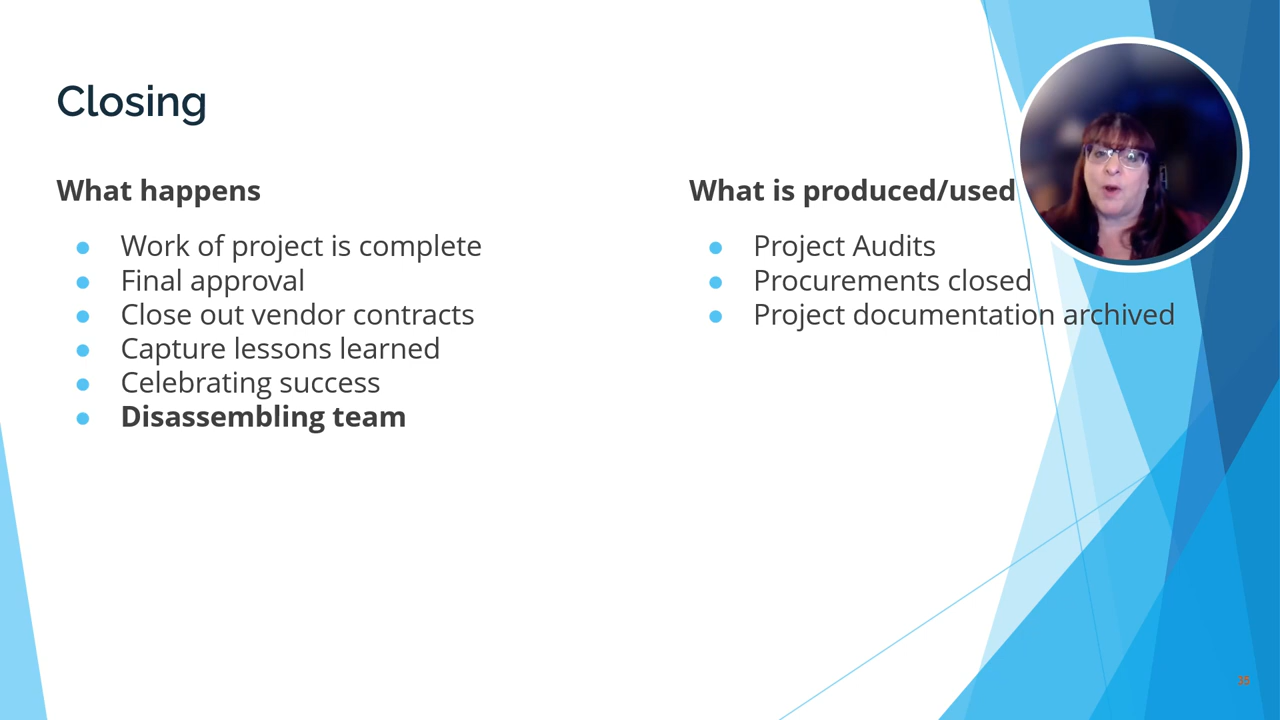 Closing
What happens
Work of project is complete
Final approval
Close out vendor contracts
Capture lessons learned
Celebrating success
Disassembling team
What is produced/used
Project Audits
Procurements closed
Project documentation archived